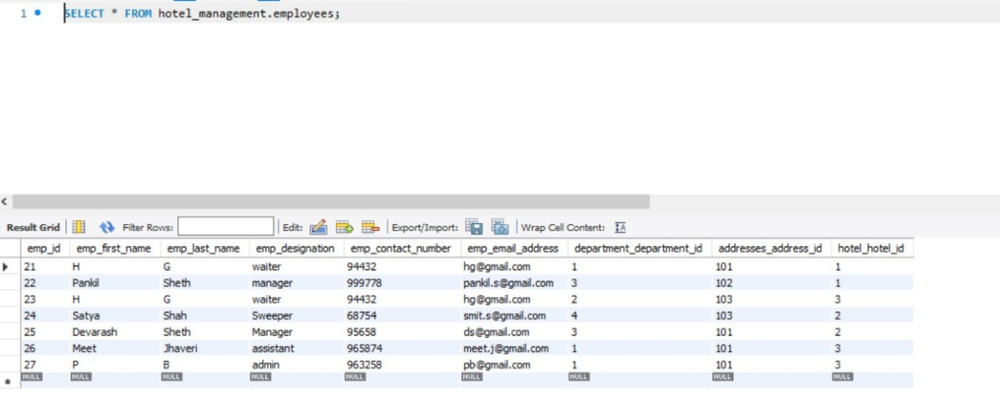 1 SELECT * FROM hotel_management.employees;
Result Grid Filter Rows: Edit: Export/Import: Wrap Cell Content:
emp_id emp_first_name emp_last_name emp_designation emp_contact_number emp_email_address department_department_id addresses_address_id hotel_hotel_id
21 H G waiter 94432 hg@gmail.com 1 101 1
22 Pankil Sheth manager 999778 pankil.s@gmail.com 3 102 1
23 H G waiter 94432 hg@gmail.com 2 103 3
24 Satya Shah Sweeper 68754 smit.s@gmail.com 4 103 2
25 Devarash Sheth Manager 95658 ds@gmail.com 3 101 2
26 Meet Jhaveri assistant 965874 meet.j@gmail.com 1 101 3
27 P B admin 963258 pb@gmail.com 1 101 3
NULL NULL NULL NULL NULL NULL NULL NULL NULL